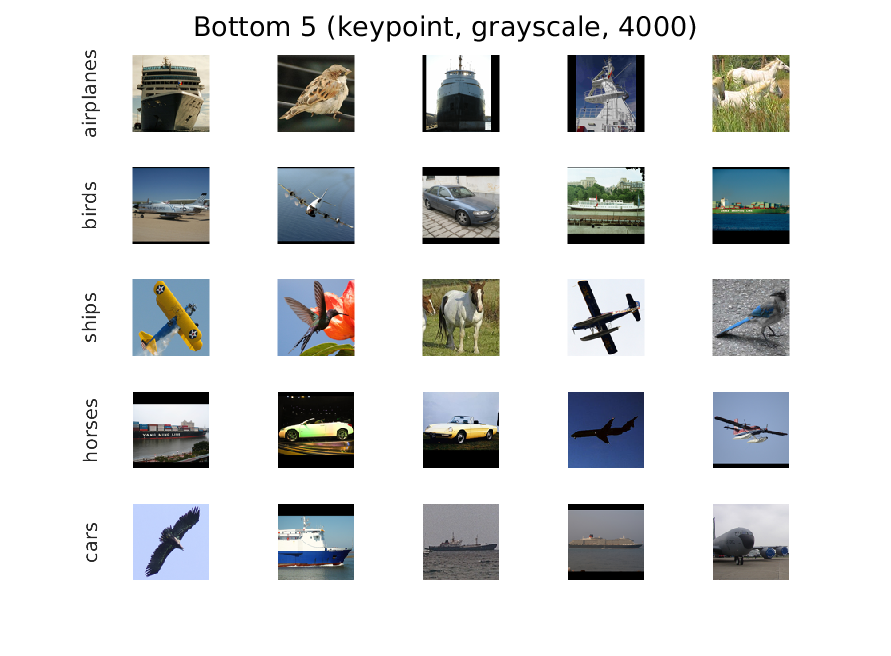 Bottom 5 (keypoint, grayscale, 4000)
airplanes
birds
ships
horses
cars